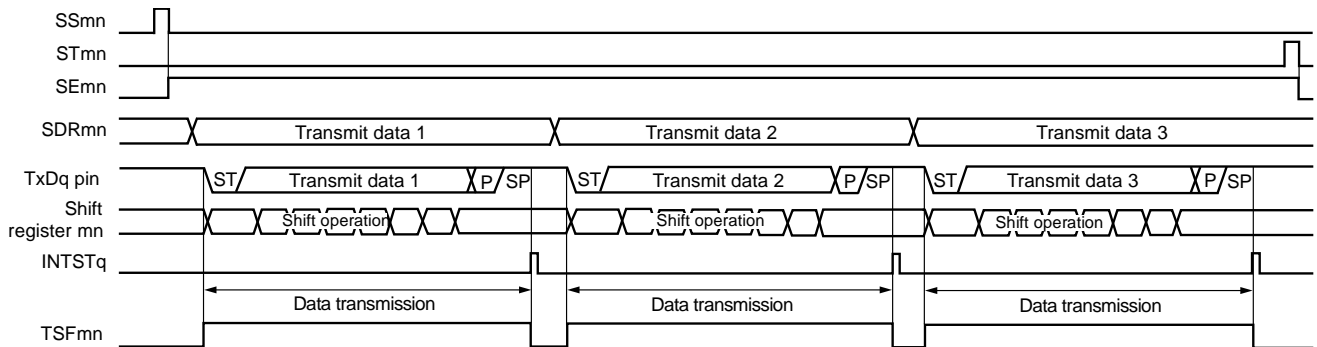 SSmn
STmn
SEmn
SDRmn Transmit data 1 Transmit data 2 Transmit data 3
TxDq pin ST Transmit data 1 P SP ST Transmit data 2 P SP ST Transmit data 3 P SP
Shift
register mn Shift operation Shift operation Shift operation
INTSTq
Data transmission Data transmission Data transmission
TSFmn